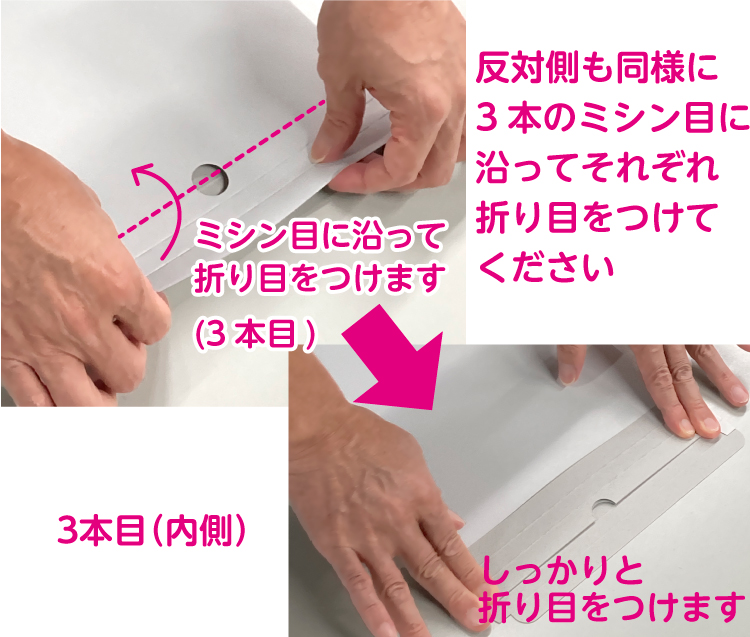 反対側も同様に
3本のミシン目に
沿ってそれぞれ
折り目をつけて
ください
ミシン目に沿って
折り目をつけます
(3本目)
3本目(内側)
しっかりと
折り目をつけます